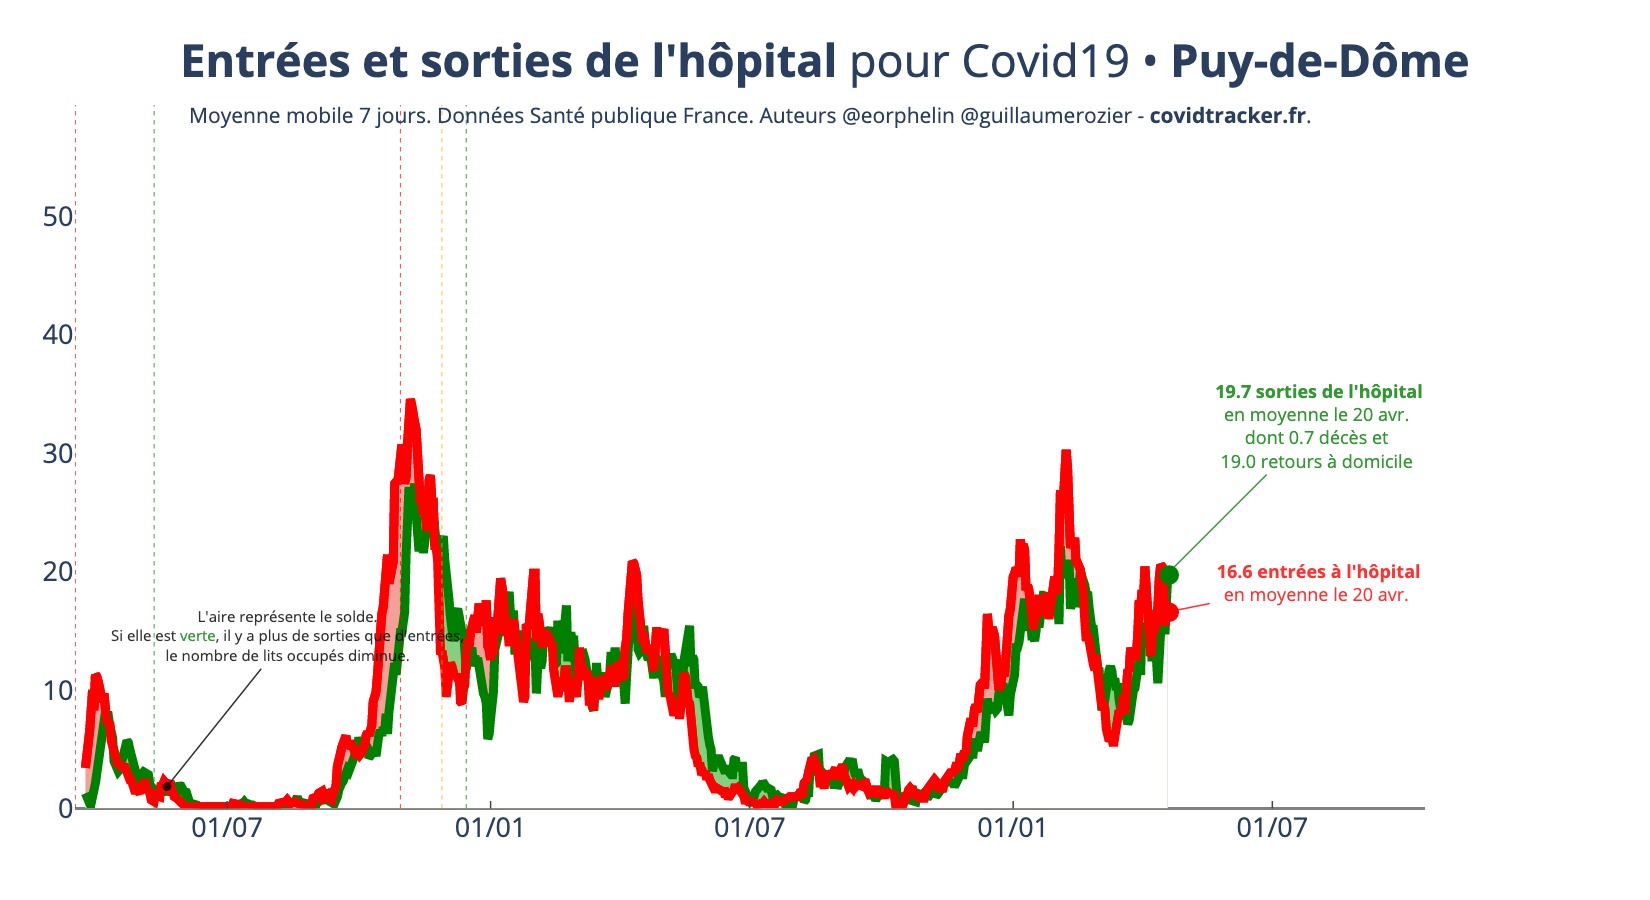 Entrées et sorties de l'hôpital pour Covid19 • Puy-de-Dôme
Moyenne mobile 7 jours. Données Santé publique France. Auteurs @eorphelin @guillaumerozier - covidtracker.fr.
50
40
30
20
10
0
19.7 sorties de l'hôpital
en moyenne le 20 avr.
dont 0.7 décès et
19.0 retours à domicile
16.6 entrées à l'hôpital
en moyenne le 20 avr.
L'aire représente le solde.
Si elle est verte, il y a plus de sorties que d'entrées,
le nombre de lits occupés diminue.
01/07
01/01
01/07
01/01
01/07